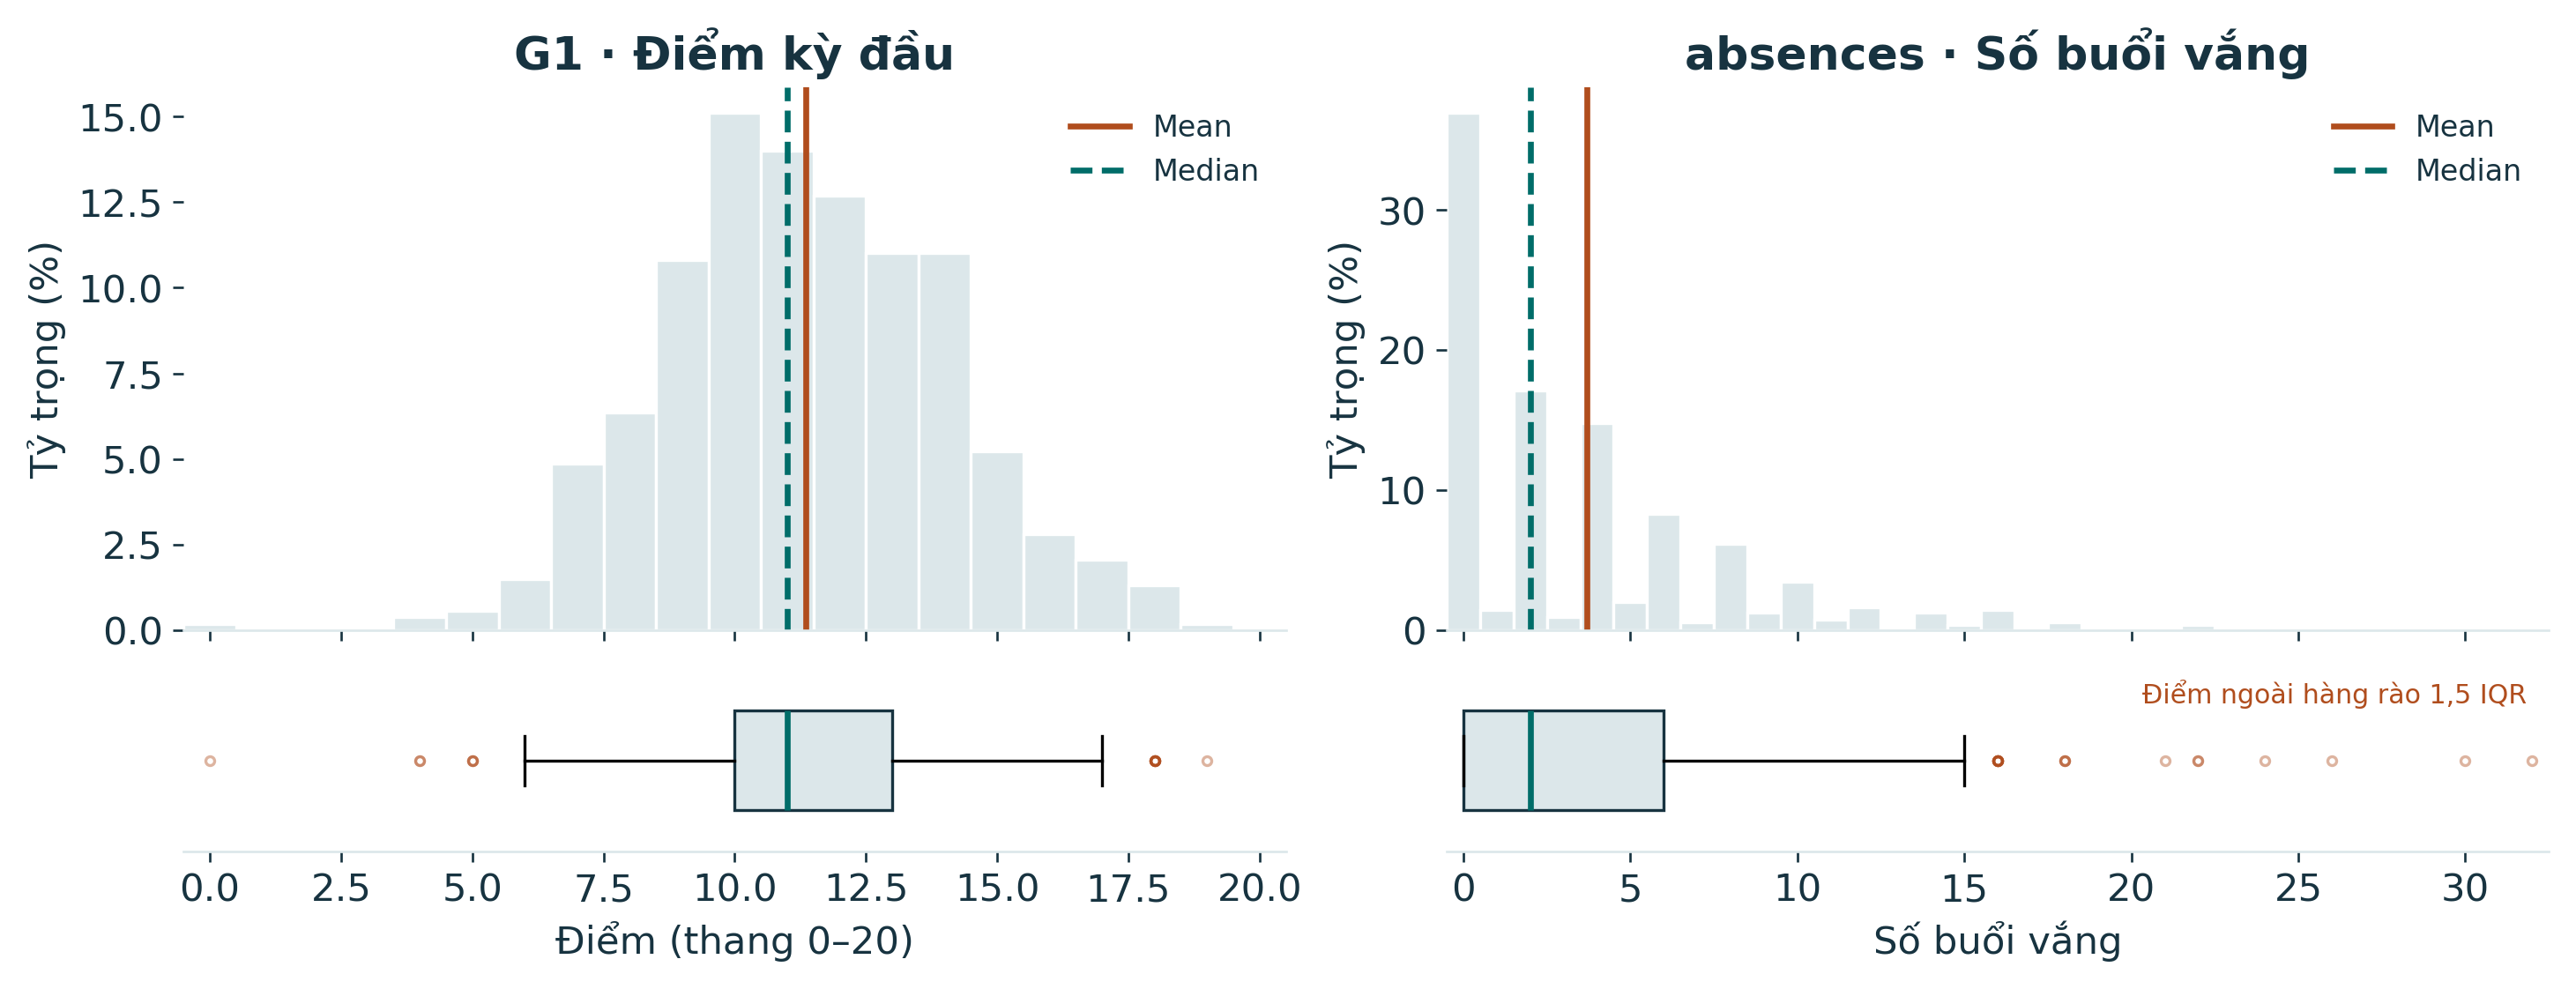 G1 · Điểm kỳ đầu
Mean
Median
15.0
12.5
10.0
7.5
5.0
2.5
0.0
Tỷ trọng (%)
0.0 2.5 5.0 7.5 10.0 12.5 15.0 17.5 20.0
Điểm (thang 0–20)
absences · Số buổi vắng
Mean
Median
30
20
10
0
Tỷ trọng (%)
Điểm ngoài hàng rào 1,5 IQR
0 5 10 15 20 25 30
Số buổi vắng